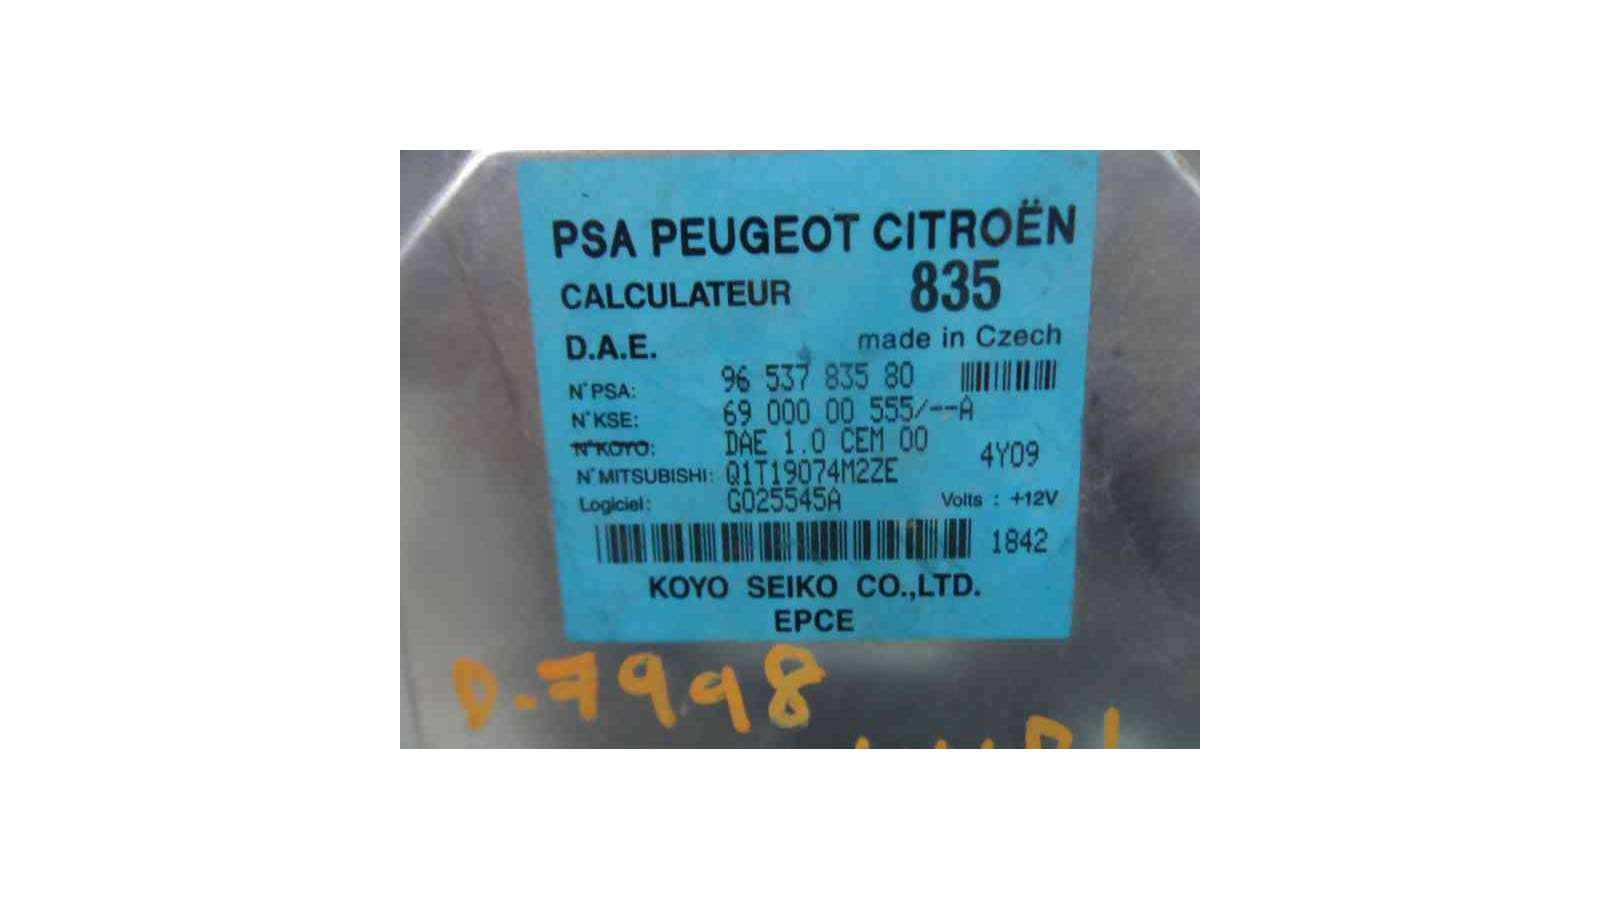 PSA PEUGEOT CITROËN
CALCULATEUR 835
D.A.E. made in Czech
N° PSA: 96 537 835 80
N° KSE: 69 000 00 555/--A
N° KOYO: DAE 1.0 CEM 00 4Y09
N° MITSUBISHI: Q1T19074M2ZE
Logiciel: G025545A Volts : +12V
1842
KOYO SEIKO CO.,LTD.
EPCE
D-7998